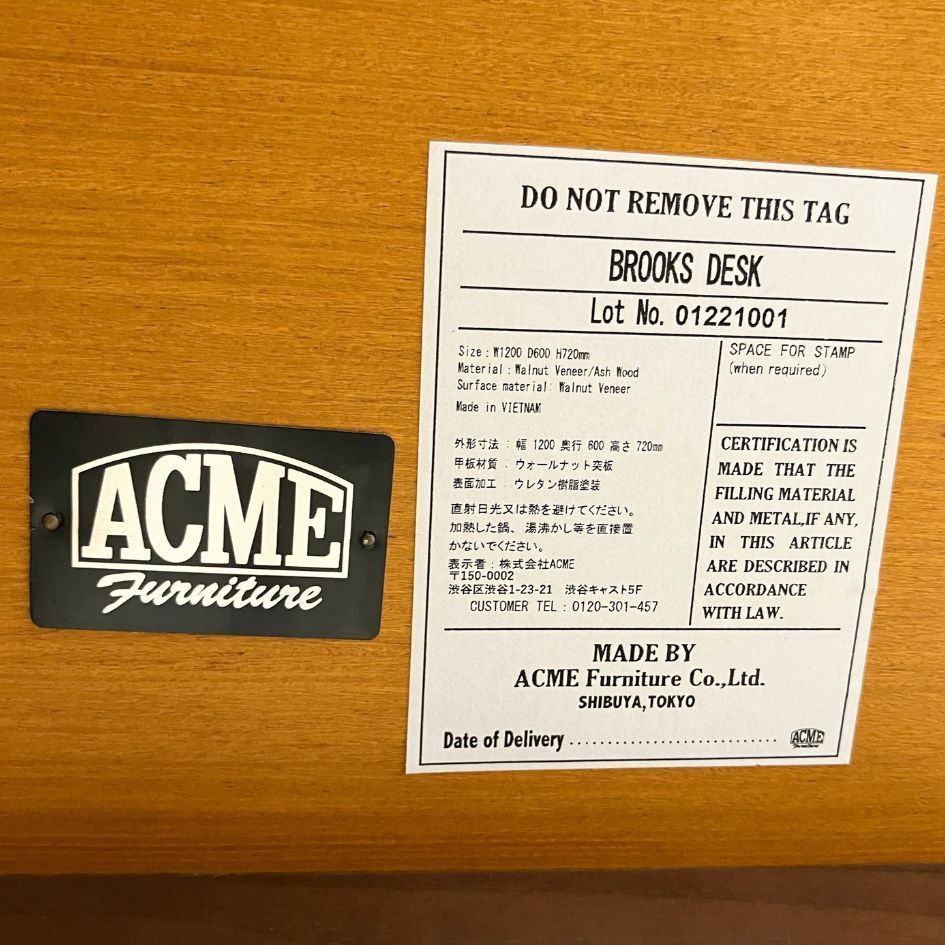 ACME
Furniture
DO NOT REMOVE THIS TAG
BROOKS DESK
Lot No. 01221001
Size : W1200 D600 H720mm
Material : Walnut Veneer/Ash Wood
Surface material: Walnut Veneer
Made in VIETNAM
外形寸法 : 幅 1200 奥行 600 高さ 720mm
甲板材質 : ウォールナット突板
表面加工 : ウレタン樹脂塗装
直射日光又は熱を避けてください。
加熱した鍋、湯沸かし等を直接置
かないでください。
表示者 : 株式会社ACME
〒150-0002
渋谷区渋谷1-23-21 渋谷キャスト5F
CUSTOMER TEL : 0120-301-457
SPACE FOR STAMP
(when required)
CERTIFICATION IS
MADE THAT THE
FILLING MATERIAL
AND METAL,IF ANY,
IN THIS ARTICLE
ARE DESCRIBED IN
ACCORDANCE
WITH LAW.
MADE BY
ACME Furniture Co.,Ltd.
SHIBUYA,TOKYO
Date of Delivery ............................
ACME
Furniture